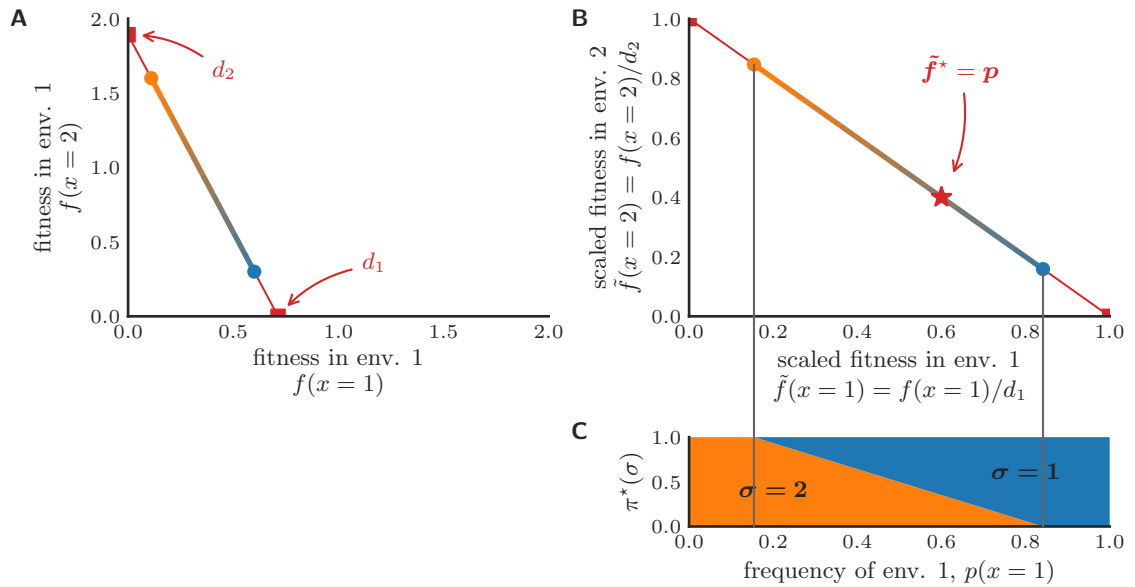 A
2.0
1.5
1.0
0.5
0.0
fitness in env. 1
f(x = 2)
d₂
d₁
0.0 0.5 1.0 1.5 2.0
fitness in env. 1
f(x = 1)
B
1.0
0.8
0.6
0.4
0.2
0.0
scaled fitness in env. 2
f̃(x = 2) = f(x = 2)/d₂
f̃⋆ = p
0.0 0.2 0.4 0.6 0.8 1.0
scaled fitness in env. 1
f̃(x = 1) = f(x = 1)/d₁
C
1.0
0.5
0.0
π⋆(σ)
σ = 1
σ = 2
0.0 0.2 0.4 0.6 0.8 1.0
frequency of env. 1, p(x = 1)